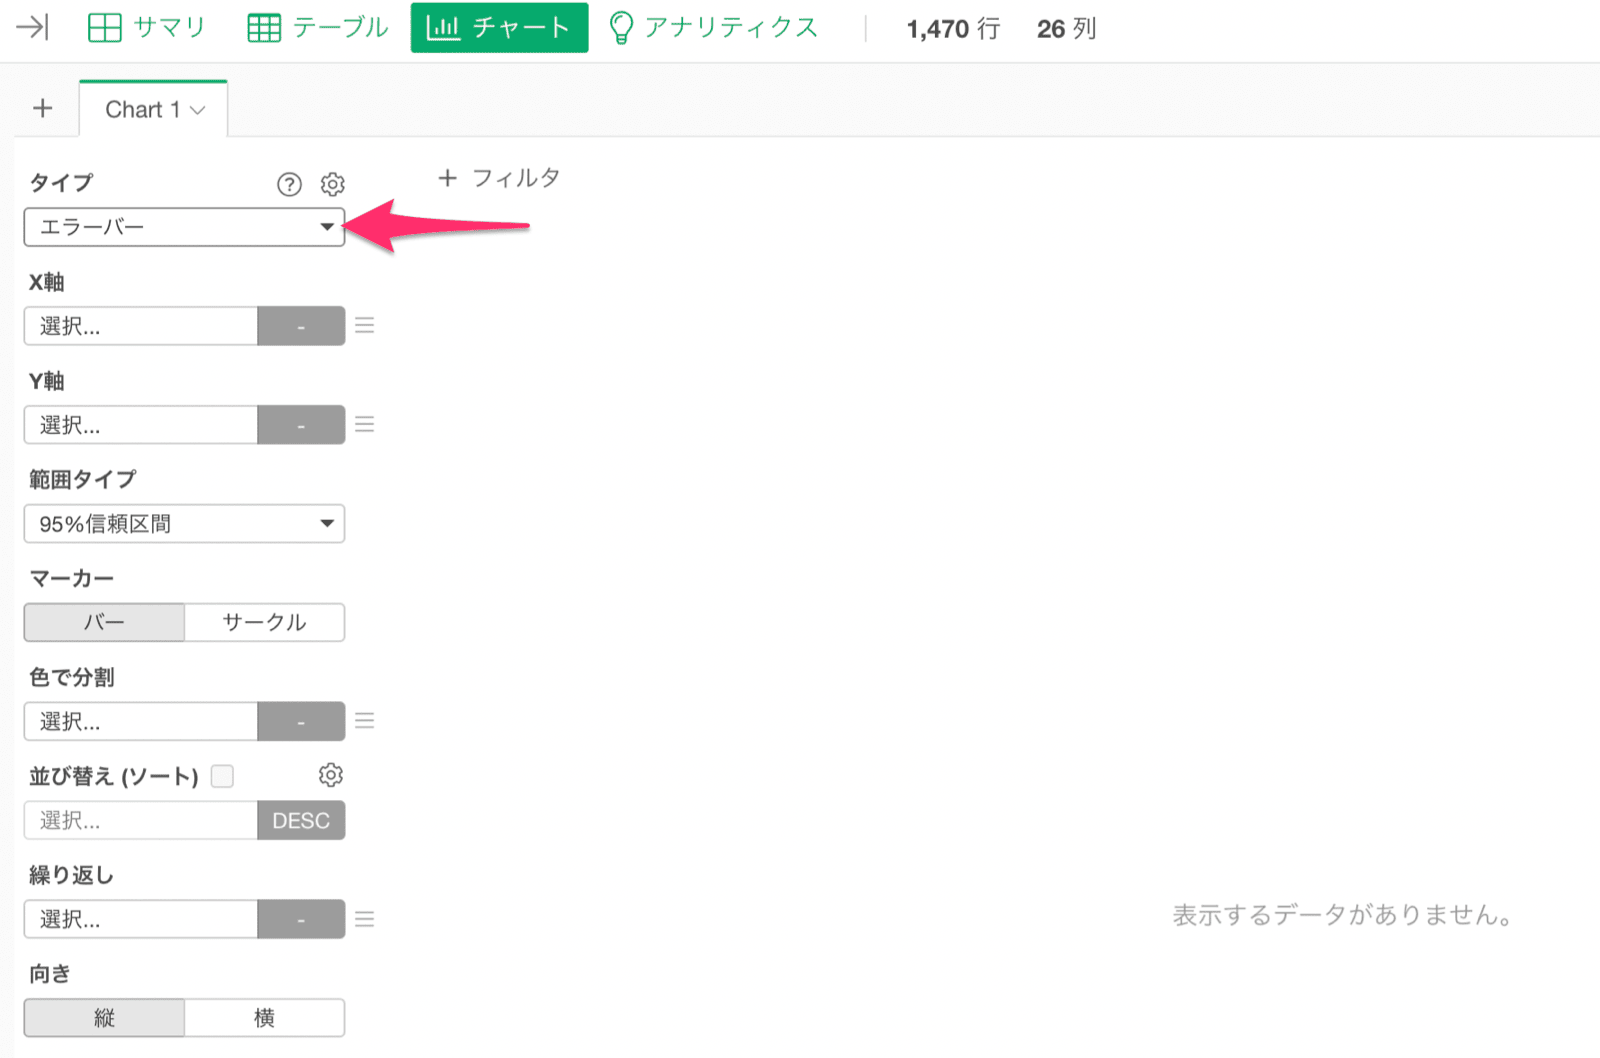 サマリ テーブル チャート アナリティクス 1,470 行 26 列
+ Chart 1
タイプ ? + フィルタ
エラーバー
X軸
選択... -
Y軸
選択... -
範囲タイプ
95%信頼区間
マーカー
バー サークル
色で分割
選択... -
並び替え (ソート)
選択... DESC
繰り返し
選択... -
表示するデータがありません。
向き
縦 横